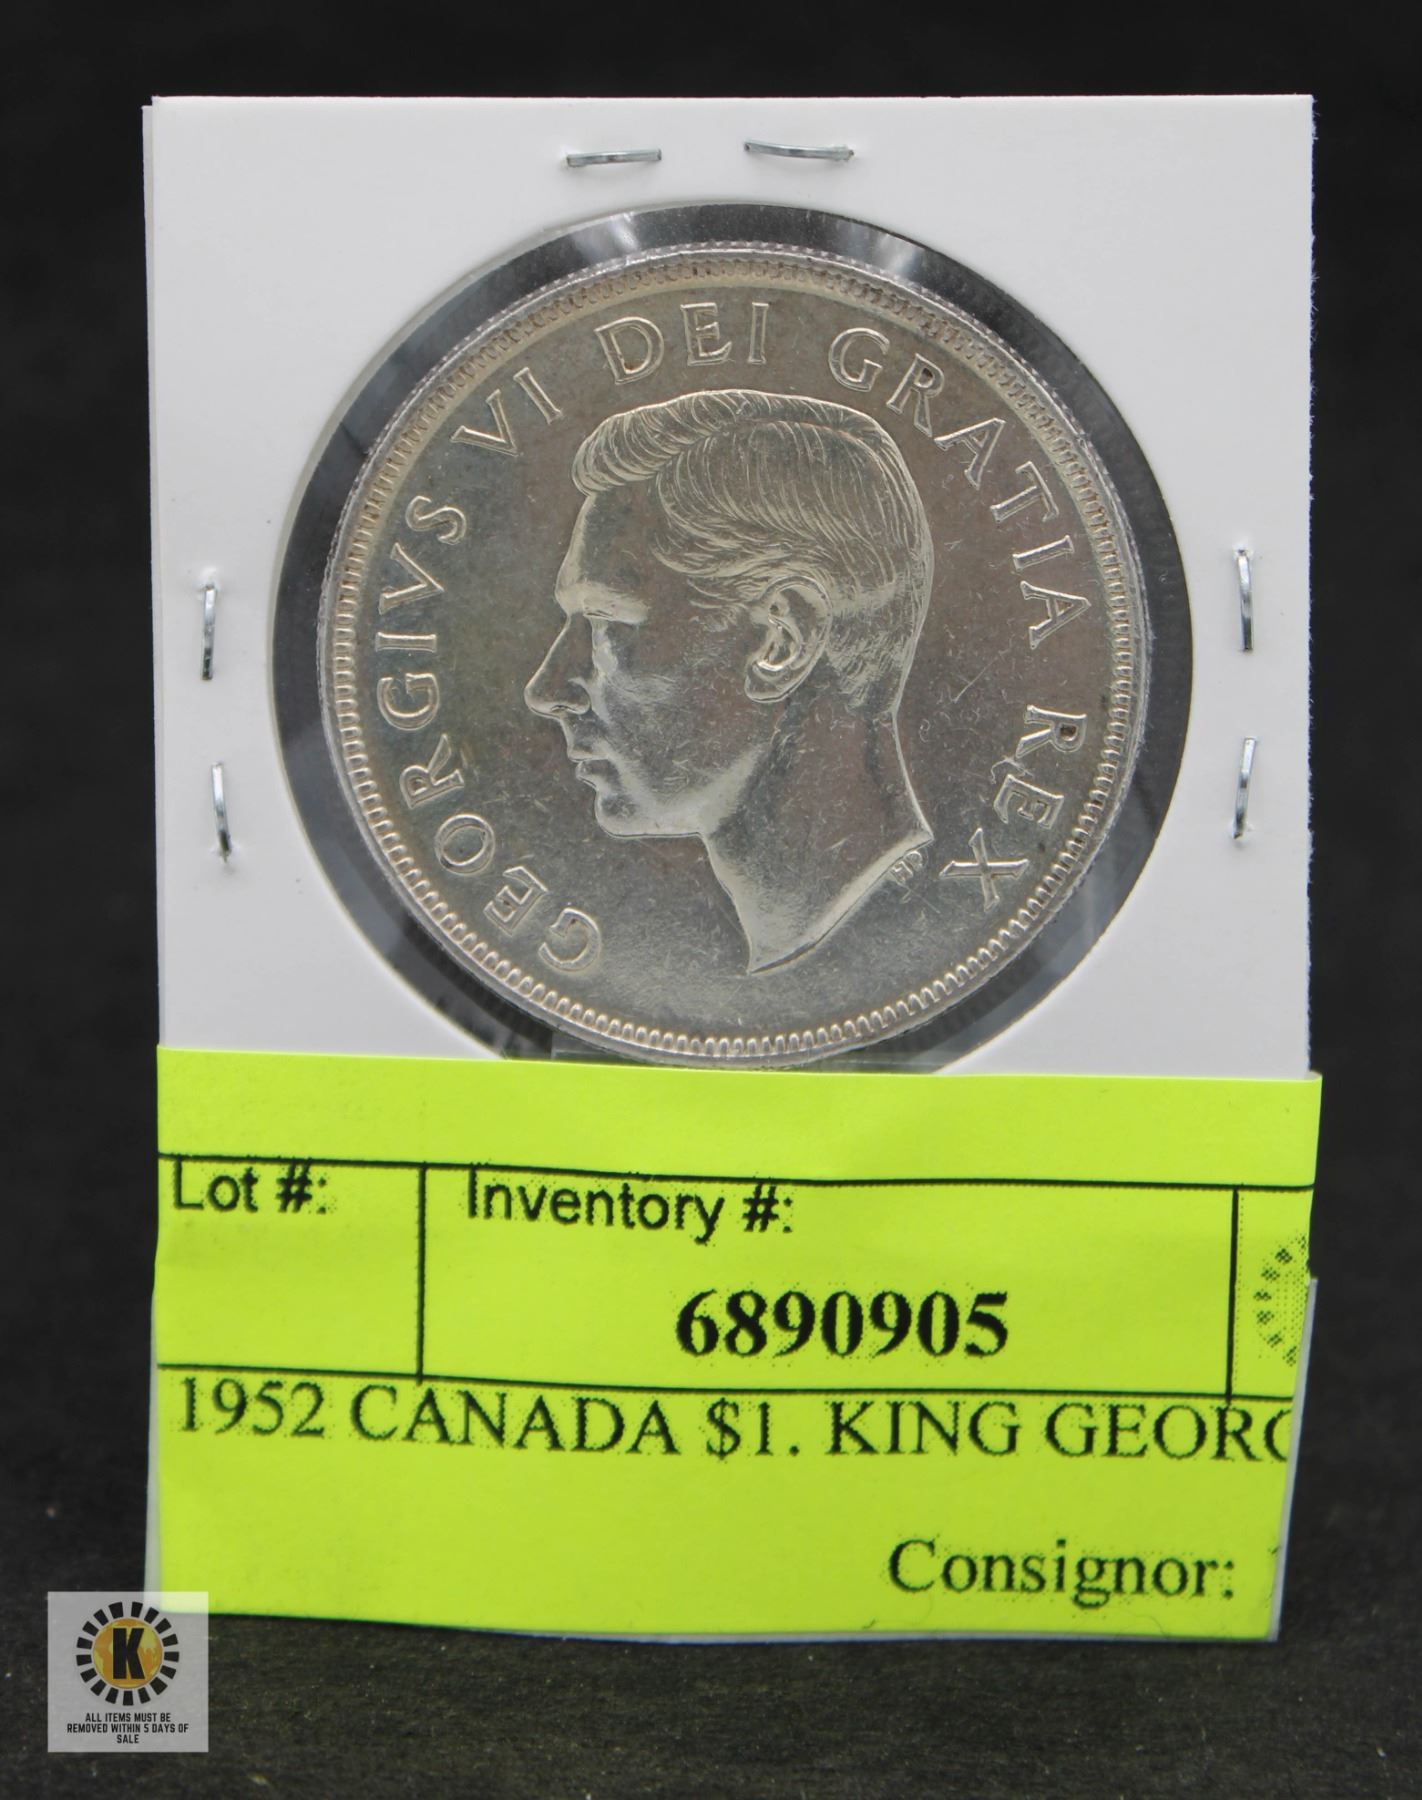 GEORGIVS VI DEI GRATIA REX
HP
Lot #:
Inventory #:
6890905
1952 CANADA $1. KING GEORG
Consignor:
K
ALL ITEMS MUST BE
REMOVED WITHIN 5 DAYS OF
SALE